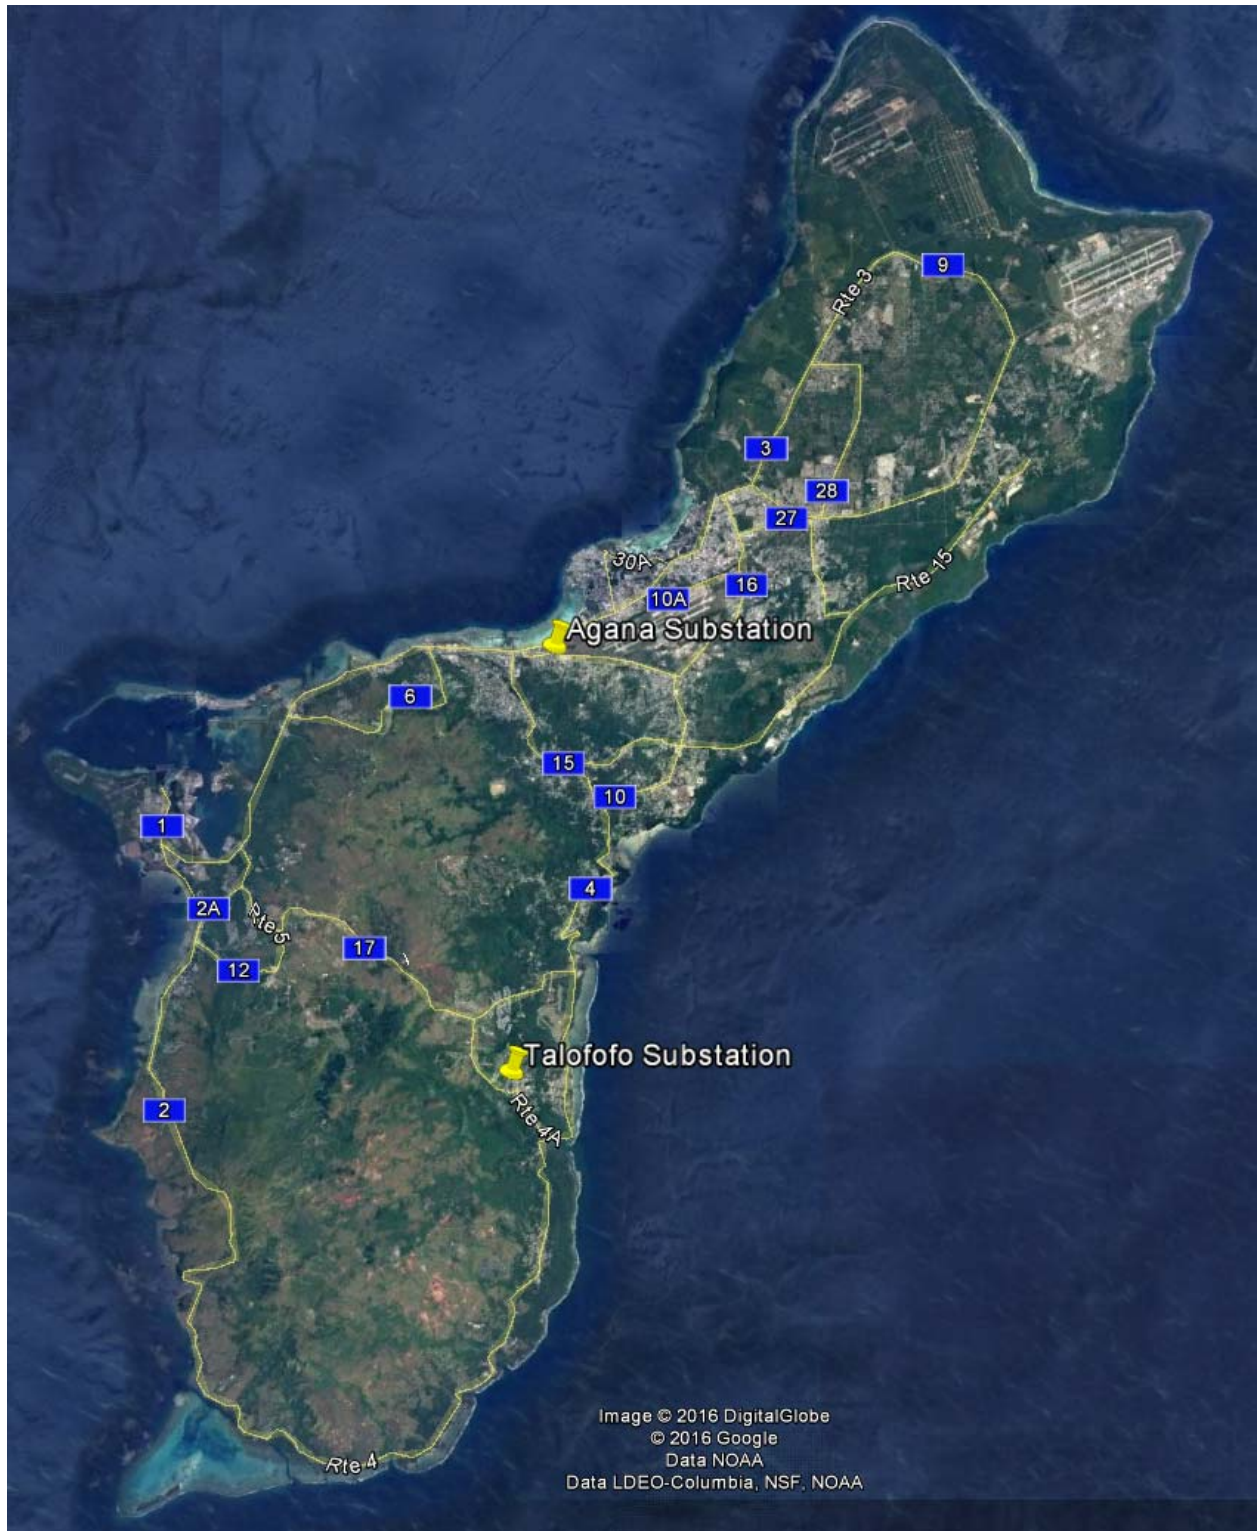 9
Rte 3
3
28
27
30A
Rte 15
16
10A
Agana Substation
6
15
10
1
4
2A
Rte 5
17
12
Talofofo Substation
2
Rte 4A
Image © 2016 DigitalGlobe
© 2016 Google
Data NOAA
Rte 4
Data LDEO-Columbia, NSF, NOAA